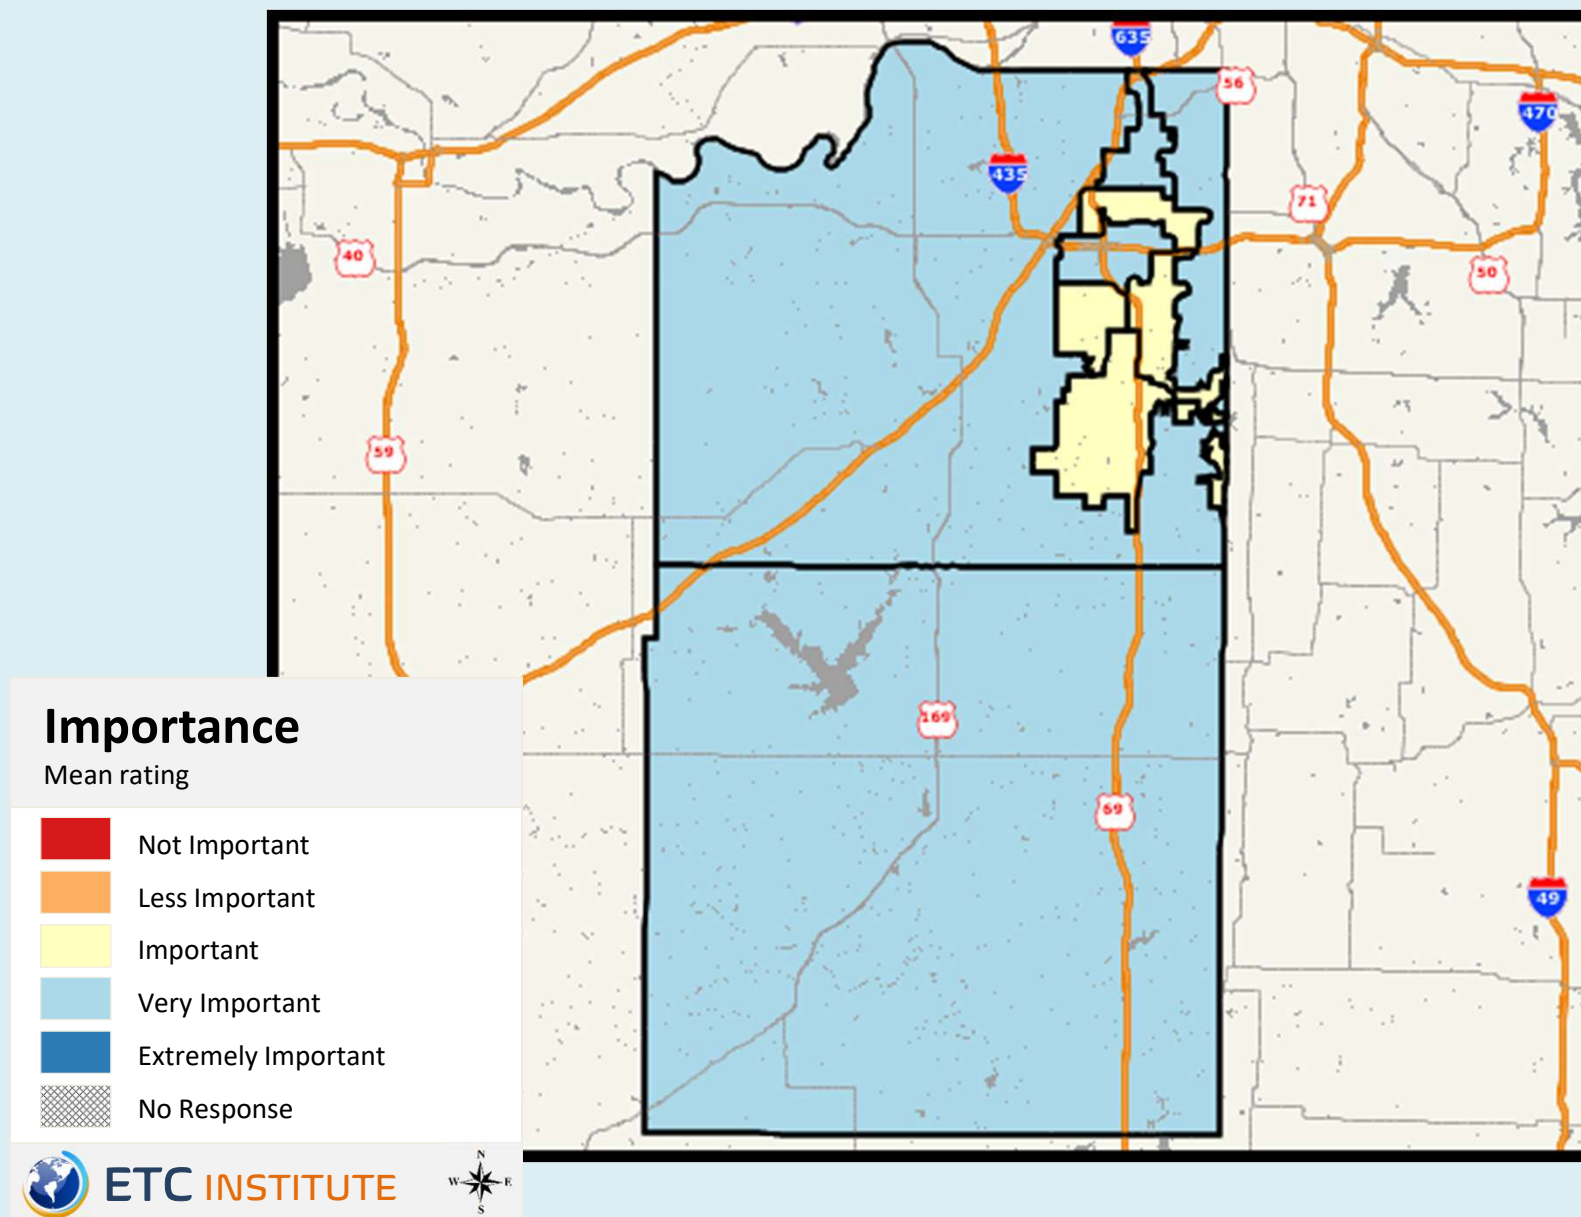 635
56
470
435
71
40
50
59
169
69
49
Importance
Mean rating
Not Important
Less Important
Important
Very Important
Extremely Important
No Response
ETC INSTITUTE
N
W
E
S